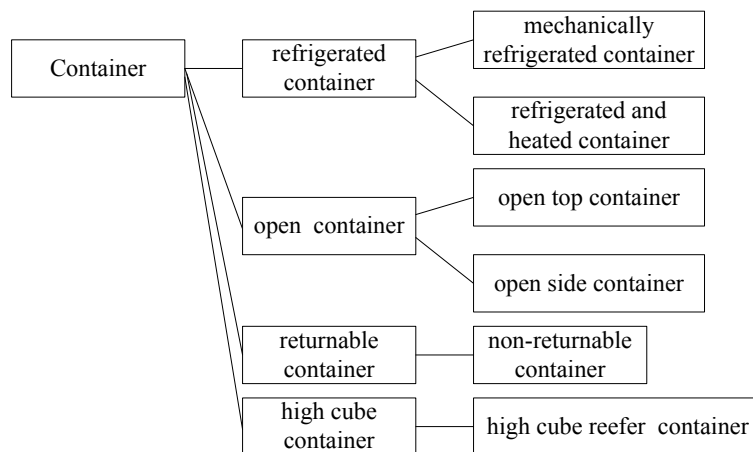 Container
refrigerated
container
mechanically
refrigerated container
refrigerated and
heated container
open container
open top container
open side container
returnable
container
non-returnable
container
high cube
container
high cube reefer container